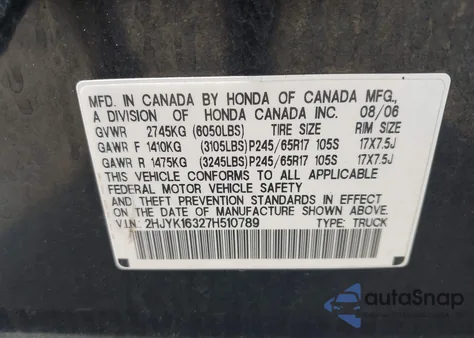 MFD. IN CANADA BY HONDA OF CANADA MFG.,
A DIVISION OF HONDA CANADA INC. 08/06
GVWR 2745KG (6050LBS) TIRE SIZE RIM SIZE
GAWR F 1410KG (3105LBS)P245/65R17 105S 17X7.5J
GAWR R 1475KG (3245LBS)P245/65R17 105S 17X7.5J
THIS VEHICLE CONFORMS TO ALL APPLICABLE
FEDERAL MOTOR VEHICLE SAFETY
AND THEFT PREVENTION STANDARDS IN EFFECT
ON THE DATE OF MANUFACTURE SHOWN ABOVE.
V.I.N.: 2HJYK16327H510789 TYPE: TRUCK
autoSnap